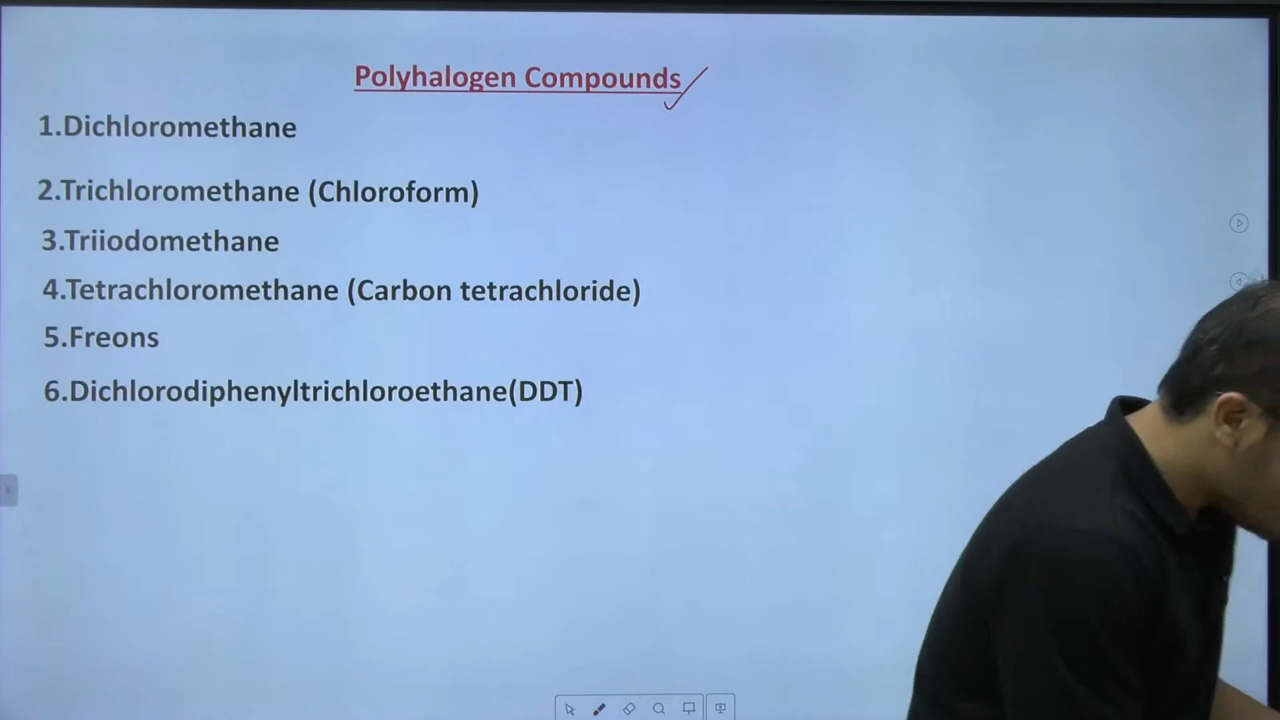 Polyhalogen Compounds
1.Dichloromethane
2.Trichloromethane (Chloroform)
3.Triiodomethane
4.Tetrachloromethane (Carbon tetrachloride)
5.Freons
6.Dichlorodiphenyltrichloroethane(DDT)